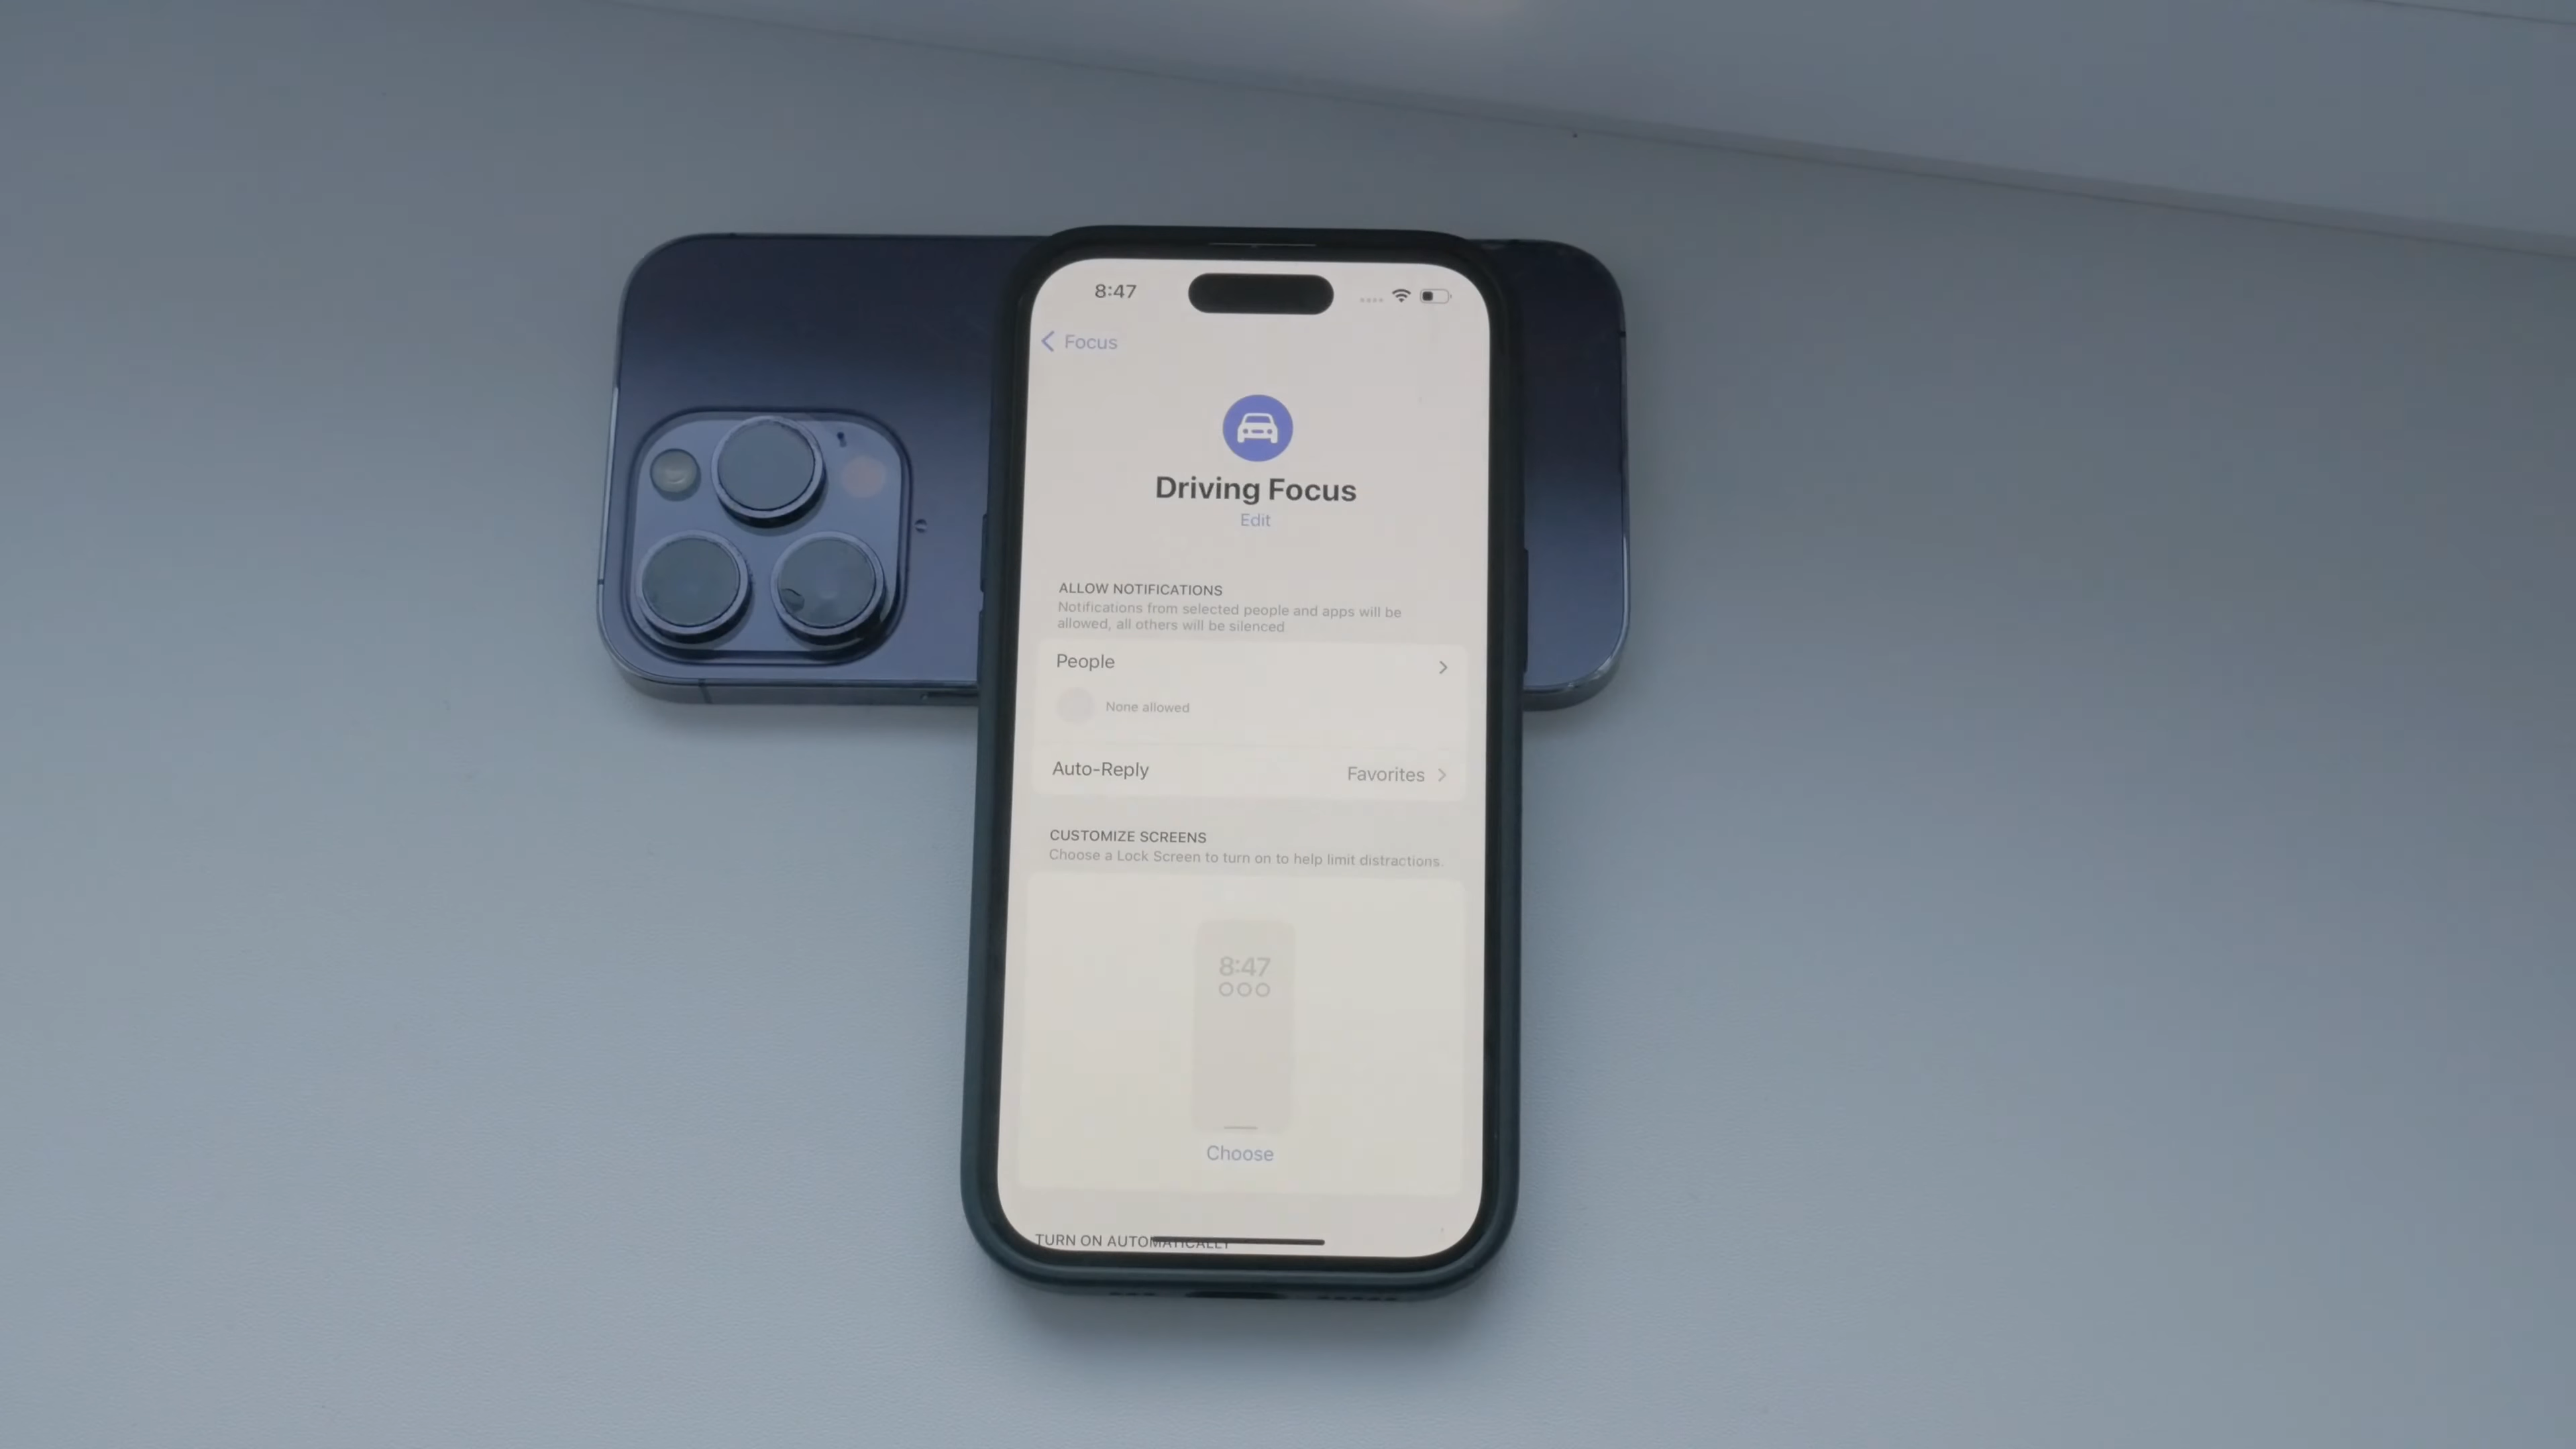 8:47
Focus
Driving Focus
Edit
ALLOW NOTIFICATIONS
Notifications from selected people and apps will be
allowed, all others will be silenced
People
None allowed
Auto-Reply
Favorites
CUSTOMIZE SCREENS
Choose a Lock Screen to turn on to help limit distractions.
8:47
Choose
TURN ON AUTOMATICALLY